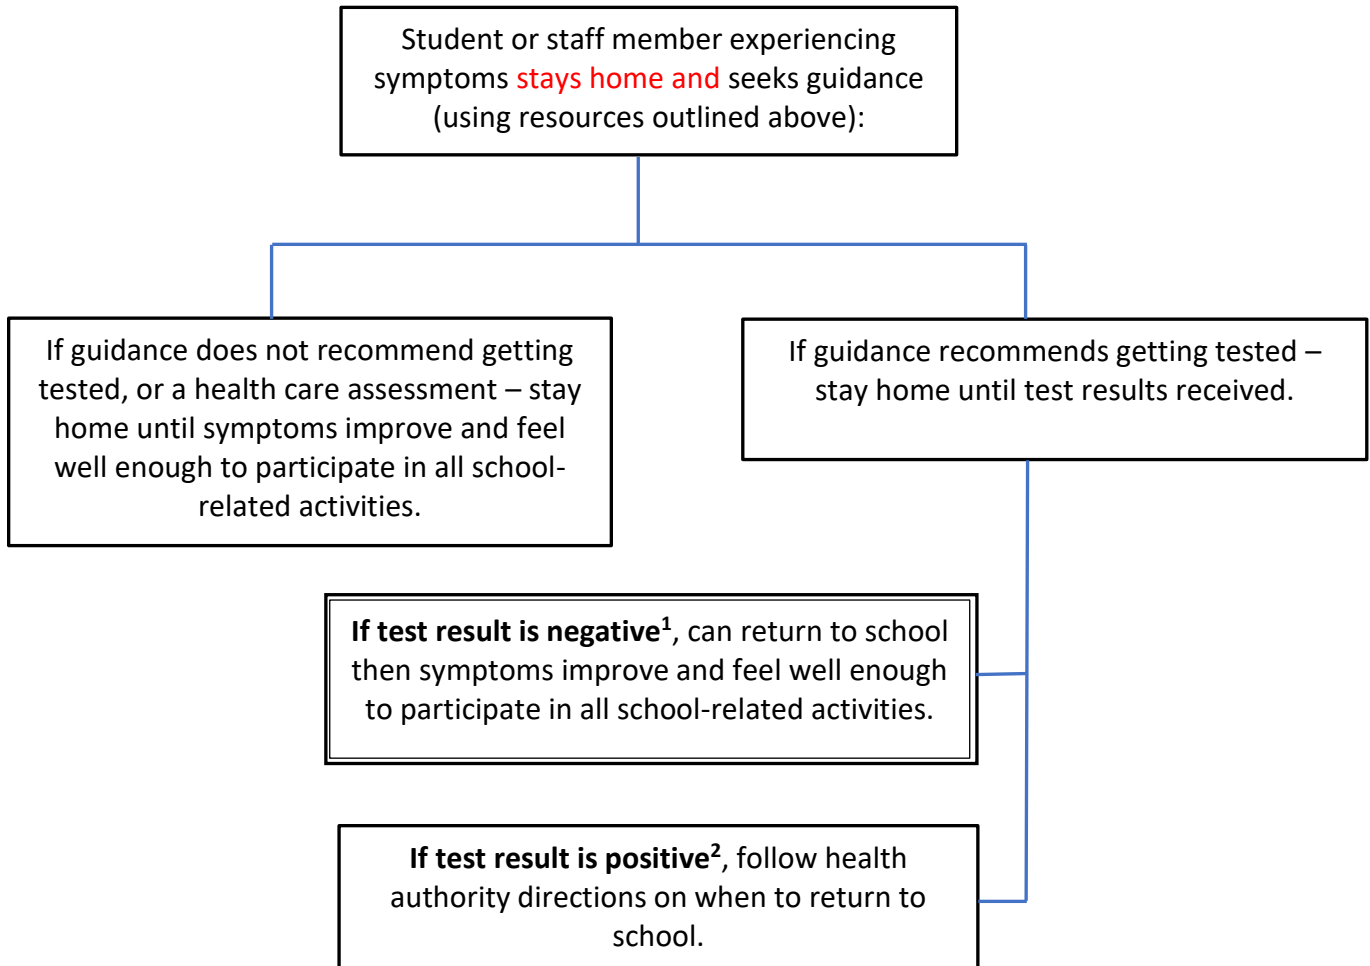 Student or staff member experiencing
symptoms stays home and seeks guidance
(using resources outlined above):
If guidance does not recommend getting
tested, or a health care assessment – stay
home until symptoms improve and feel
well enough to participate in all school-
related activities.
If guidance recommends getting tested –
stay home until test results received.
If test result is negative¹, can return to school
then symptoms improve and feel well enough
to participate in all school-related activities.
If test result is positive², follow health
authority directions on when to return to
school.